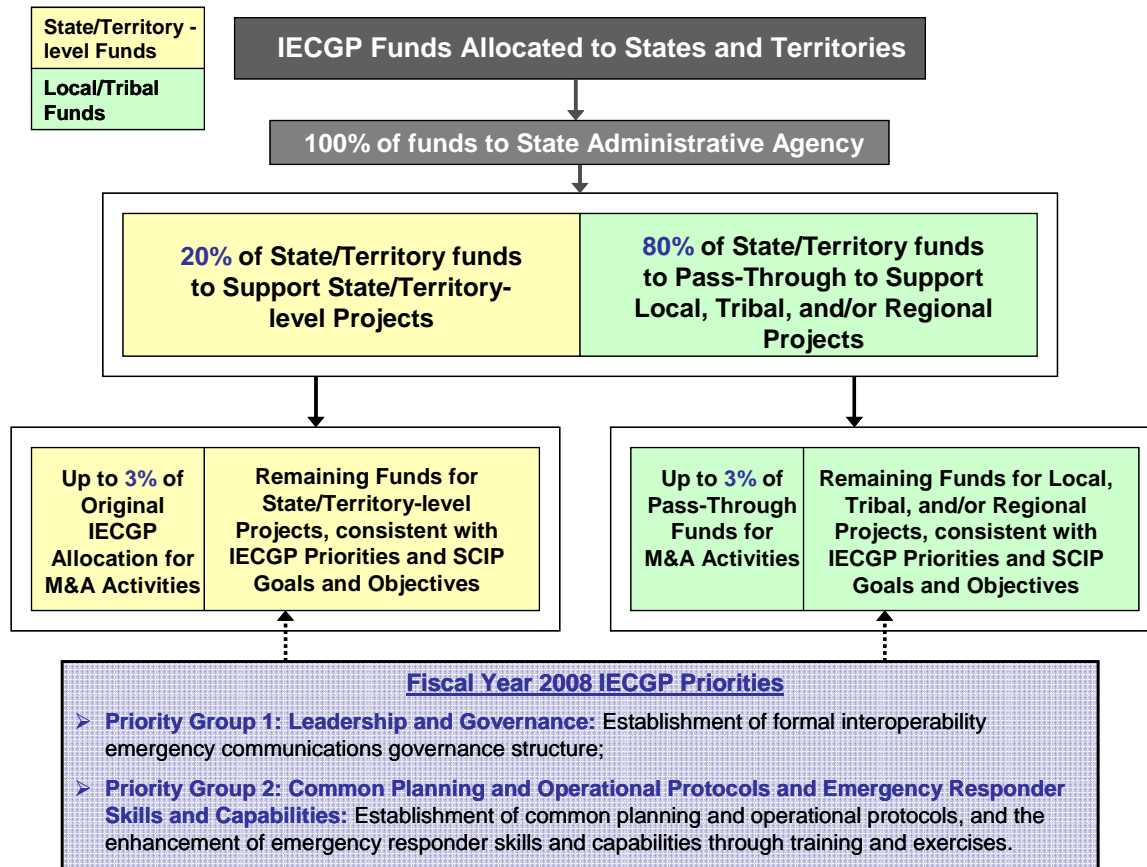 State/Territory -
level Funds
Local/Tribal
Funds
IECGP Funds Allocated to States and Territories
100% of funds to State Administrative Agency
20% of State/Territory funds
to Support State/Territory-
level Projects
80% of State/Territory funds
to Pass-Through to Support
Local, Tribal, and/or Regional
Projects
Up to 3% of
Original
IECGP
Allocation for
M&A Activities
Remaining Funds for
State/Territory-level
Projects, consistent with
IECGP Priorities and SCIP
Goals and Objectives
Up to 3% of
Pass-Through
Funds for
M&A Activities
Remaining Funds for Local,
Tribal, and/or Regional
Projects, consistent with
IECGP Priorities and SCIP
Goals and Objectives
Fiscal Year 2008 IECGP Priorities
➢ Priority Group 1: Leadership and Governance: Establishment of formal interoperability
emergency communications governance structure;
➢ Priority Group 2: Common Planning and Operational Protocols and Emergency Responder
Skills and Capabilities: Establishment of common planning and operational protocols, and the
enhancement of emergency responder skills and capabilities through training and exercises.